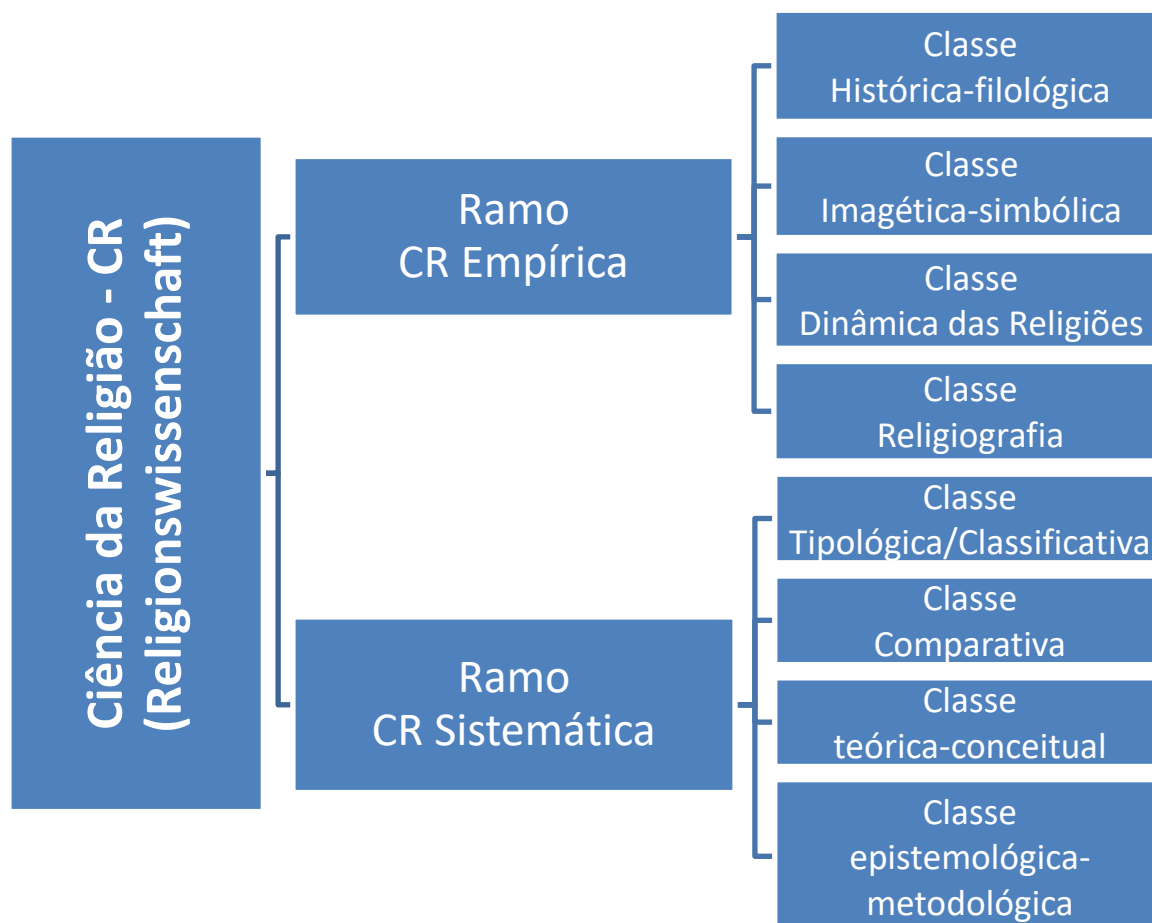 Ciência da Religião - CR
(Religionswissenschaft)
Ramo
CR Empírica
Classe
Histórica-filológica
Classe
Imagética-simbólica
Classe
Dinâmica das Religiões
Classe
Religiografia
Ramo
CR Sistemática
Classe
Tipológica/Classificativa
Classe
Comparativa
Classe
teórica-conceitual
Classe
epistemológica-
metodológica